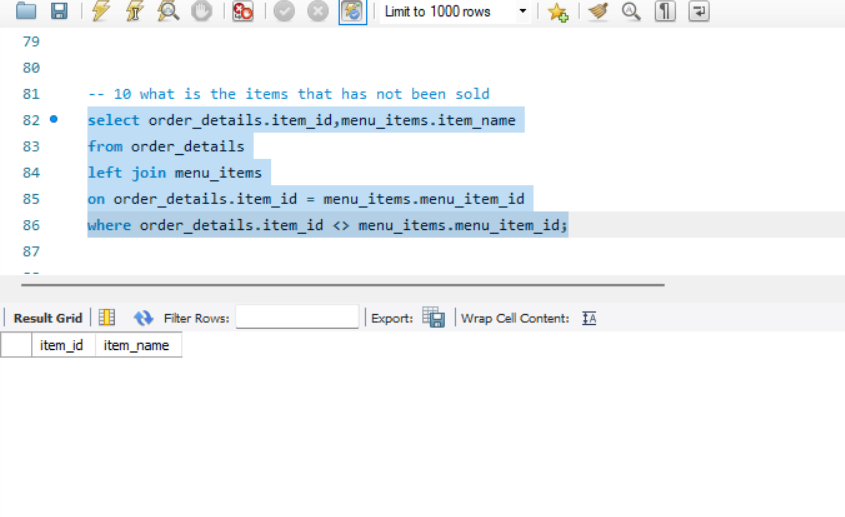 Limit to 1000 rows
79
80
81 -- 10 what is the items that has not been sold
82 select order_details.item_id,menu_items.item_name
83 from order_details
84 left join menu_items
85 on order_details.item_id = menu_items.menu_item_id
86 where order_details.item_id <> menu_items.menu_item_id;
87
Result Grid Filter Rows: Export: Wrap Cell Content: IA
item_id item_name